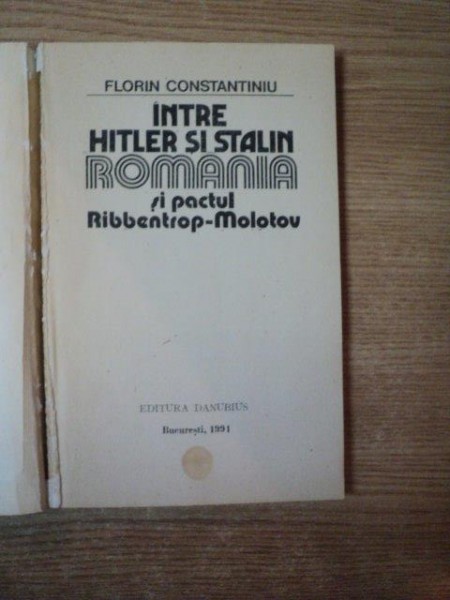 FLORIN CONSTANTINIU
ÎNTRE
HITLER ȘI STALIN
ROMANIA
și pactul
Ribbentrop-Molotov
EDITURA DANUBIUS
București, 1991